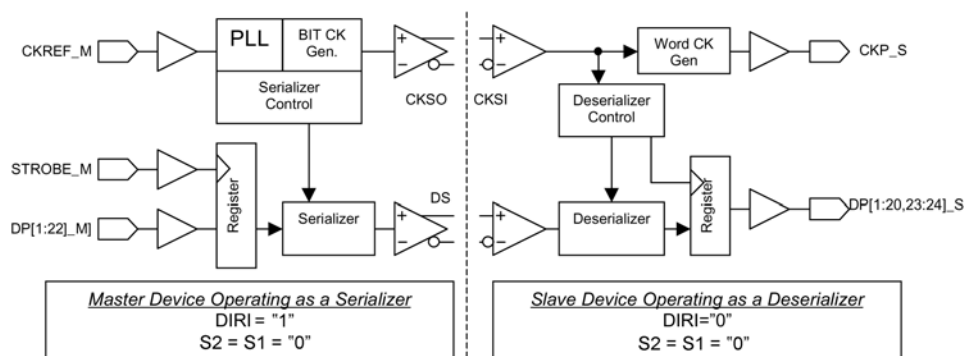 CKREF_M
PLL
BIT CK
Gen.
Serializer
Control
+
−
CKSO
+
−
CKSI
Word CK
Gen
CKP_S
Deserializer
Control
STROBE_M
DP[1:22]_M]
Register
Serializer
+
−
DS
+
−
Deserializer
Register
DP[1:20,23:24]_S
Master Device Operating as a Serializer
DIRI = "1"
S2 = S1 = "0"
Slave Device Operating as a Deserializer
DIRI="0"
S2 = S1 = "0"